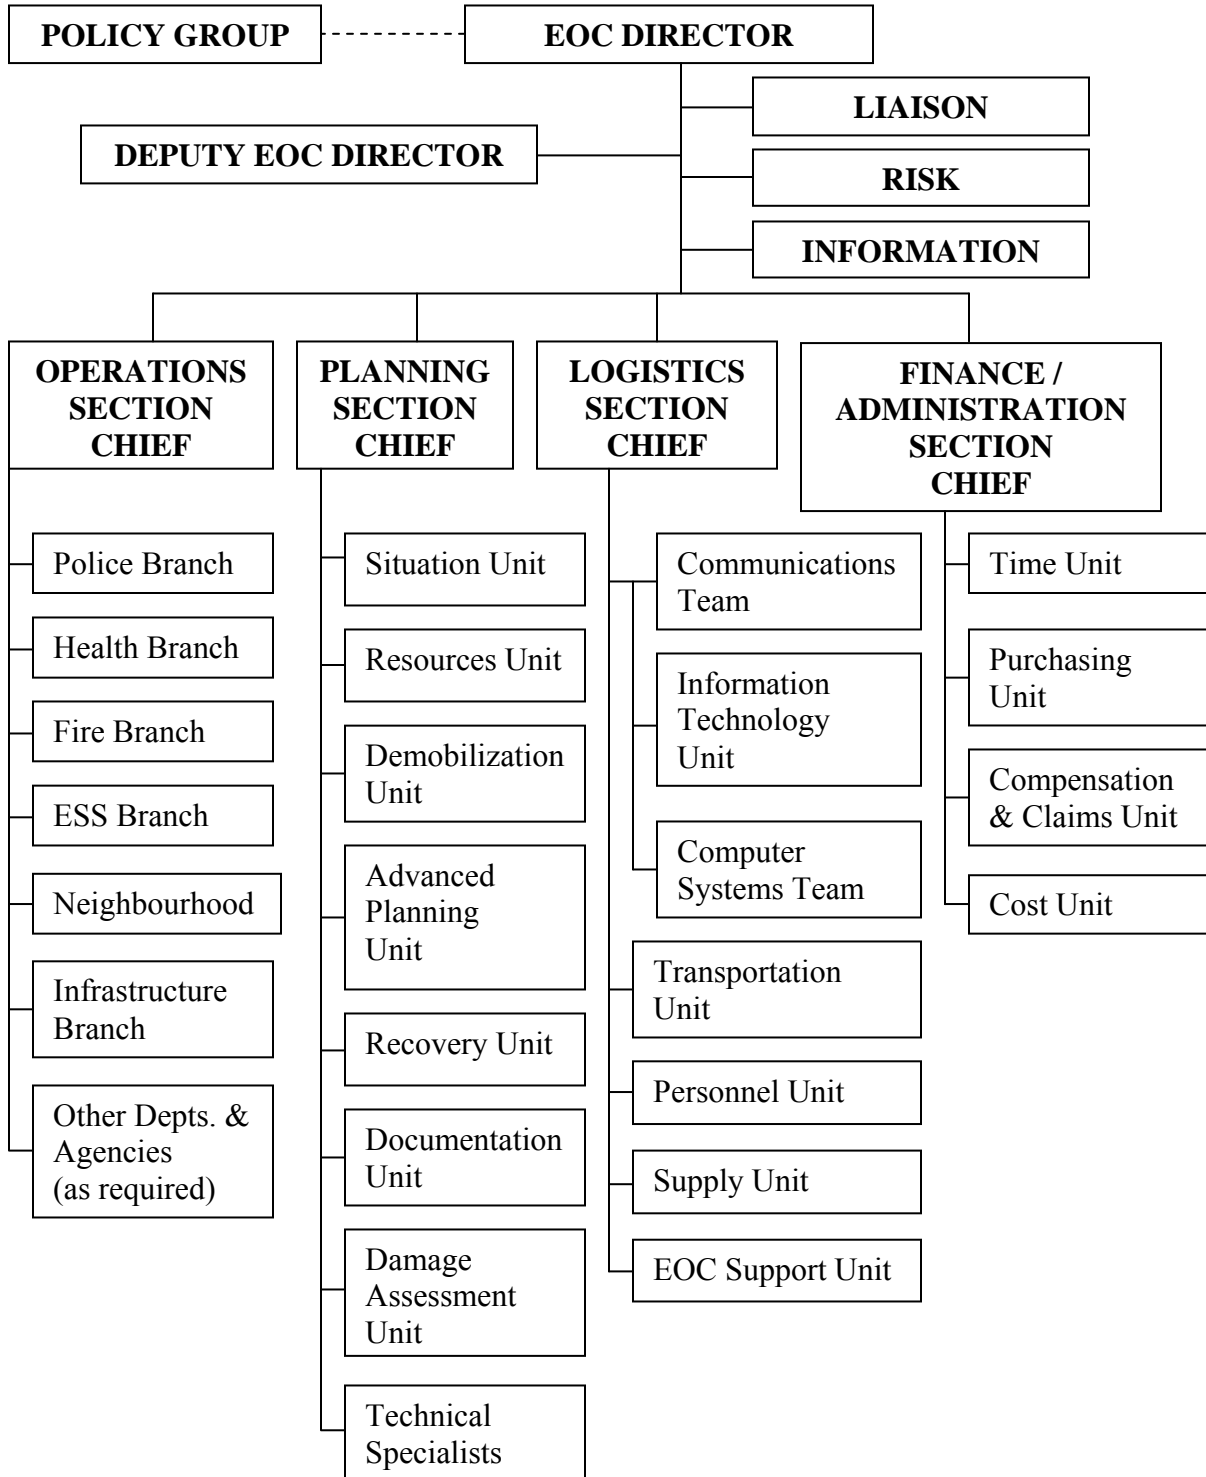 POLICY GROUP
EOC DIRECTOR
LIAISON
DEPUTY EOC DIRECTOR
RISK
INFORMATION
OPERATIONS
SECTION
CHIEF
PLANNING
SECTION
CHIEF
LOGISTICS
SECTION
CHIEF
FINANCE /
ADMINISTRATION
SECTION
CHIEF
Police Branch
Health Branch
Fire Branch
ESS Branch
Neighbourhood
Infrastructure
Branch
Other Depts. &
Agencies
(as required)
Situation Unit
Resources Unit
Demobilization
Unit
Advanced
Planning
Unit
Recovery Unit
Documentation
Unit
Damage
Assessment
Unit
Technical
Specialists
Communications
Team
Information
Technology
Unit
Computer
Systems Team
Transportation
Unit
Personnel Unit
Supply Unit
EOC Support Unit
Time Unit
Purchasing
Unit
Compensation
& Claims Unit
Cost Unit